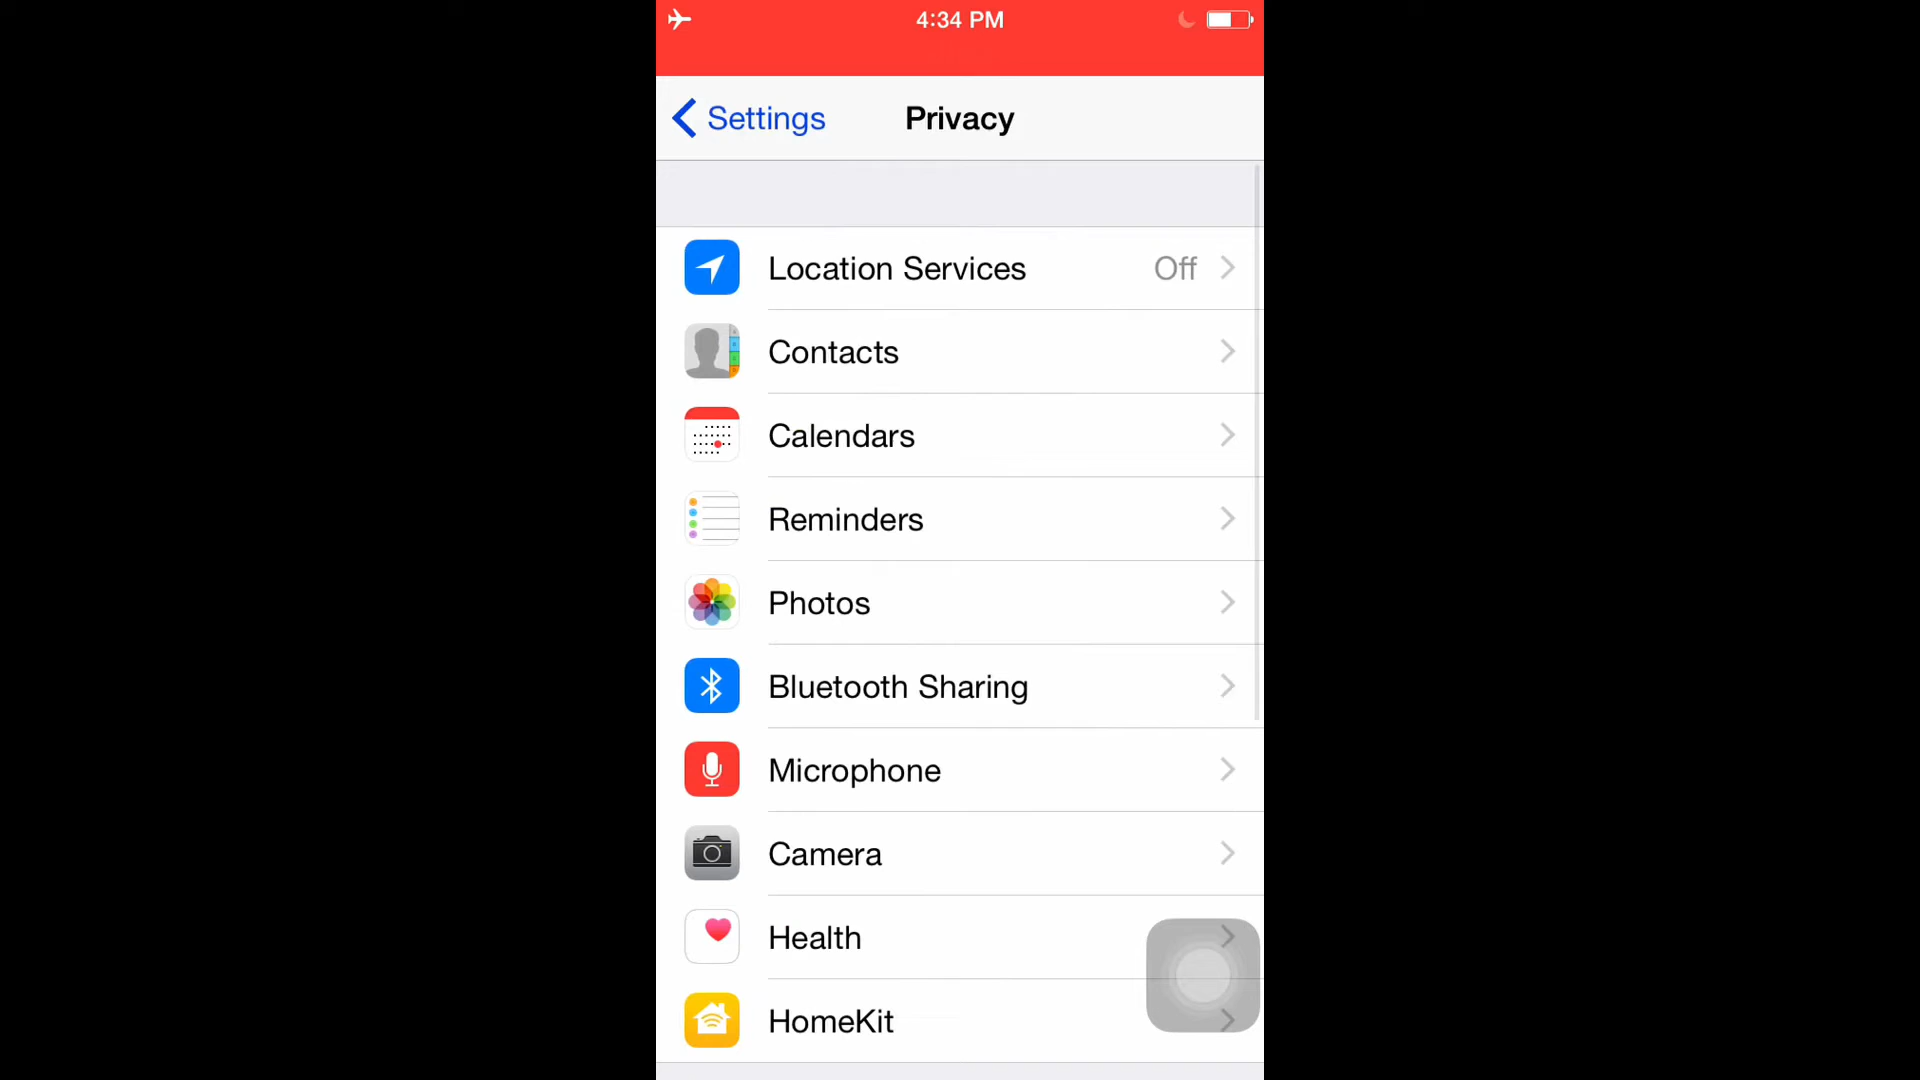 4:34 PM
Settings
Privacy
Location Services Off
Contacts
Calendars
Reminders
Photos
Bluetooth Sharing
Microphone
Camera
Health
HomeKit